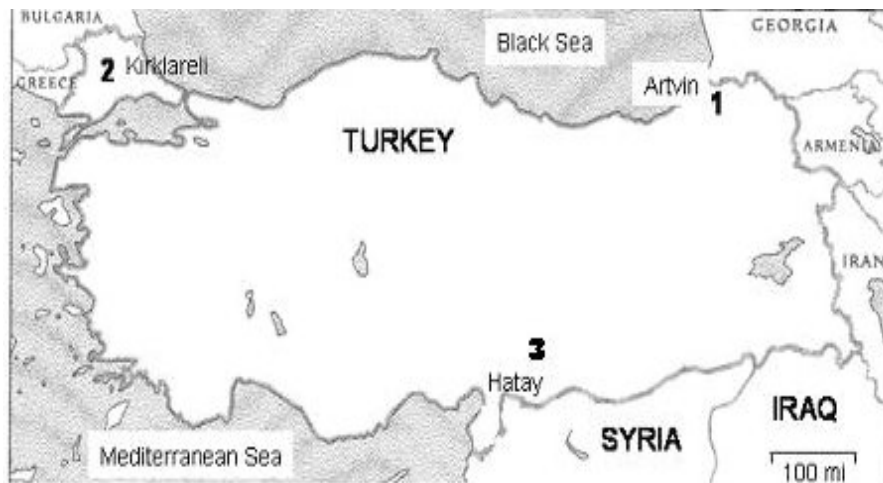 BULGARIA
GEORGIA
Black Sea
2 Kırklareli
GREECE
Artvin
1
TURKEY
ARMENIA
IRAN
3
Hatay
IRAQ
SYRIA
Mediterranean Sea
100 mi